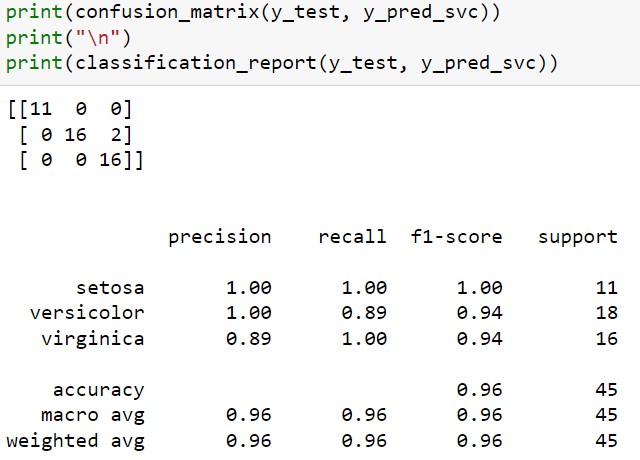 print(confusion_matrix(y_test, y_pred_svc))
print("\n")
print(classification_report(y_test, y_pred_svc))
[[11  0  0]
 [ 0 16  2]
 [ 0  0 16]]
              precision    recall  f1-score   support
      setosa       1.00      1.00      1.00        11
  versicolor       1.00      0.89      0.94        18
   virginica       0.89      1.00      0.94        16
    accuracy                           0.96        45
   macro avg       0.96      0.96      0.96        45
weighted avg       0.96      0.96      0.96        45